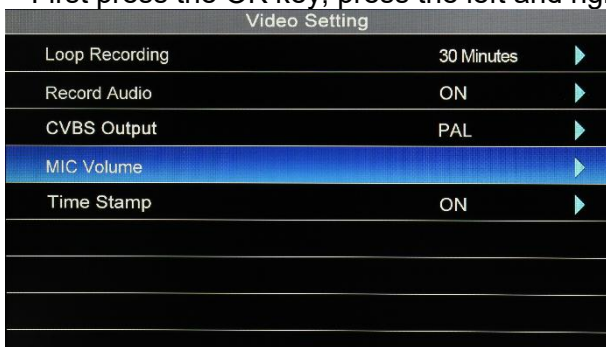 First press the OK key, press the left and rig
Video Setting
Loop Recording 30 Minutes
Record Audio ON
CVBS Output PAL
MIC Volume
Time Stamp ON